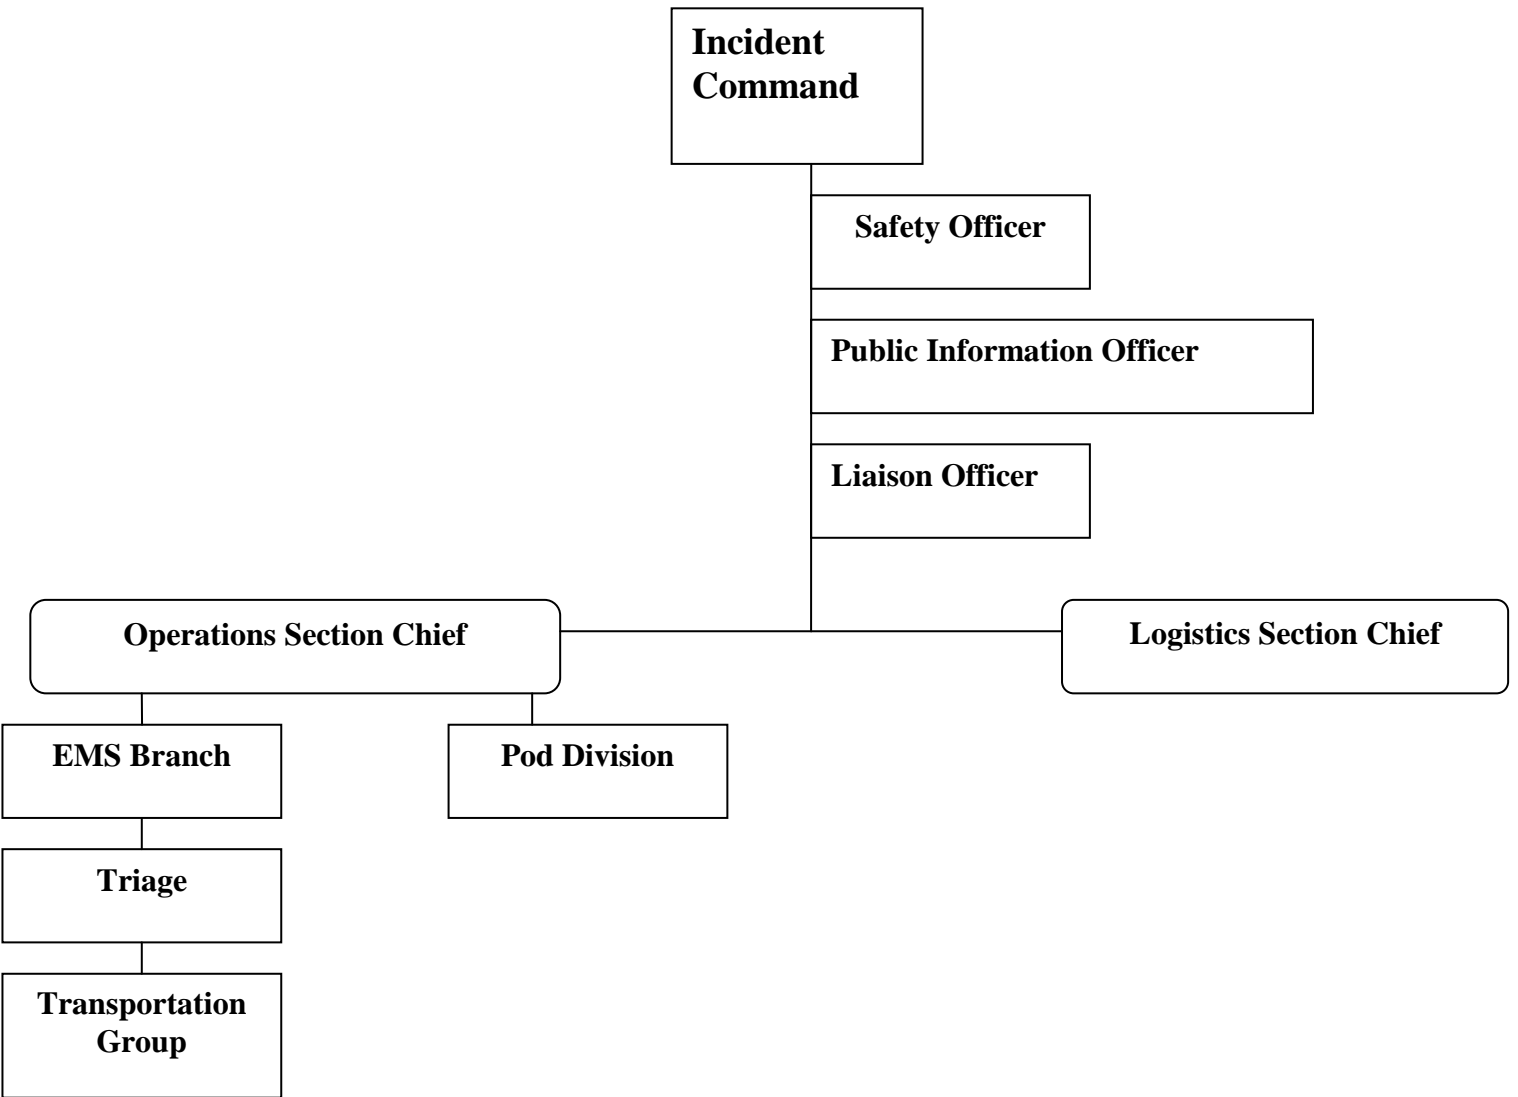 Incident
Command
Safety Officer
Public Information Officer
Liaison Officer
Operations Section Chief
Logistics Section Chief
EMS Branch
Pod Division
Triage
Transportation
Group